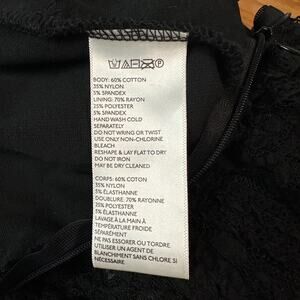 BODY: 60% COTTON
35% NYLON
5% SPANDEX
LINING: 70% RAYON
25% POLYESTER
5% SPANDEX
HAND WASH COLD
SEPARATELY
DO NOT WRING OR TWIST
USE ONLY NON-CHLORINE
BLEACH
RESHAPE & LAY FLAT TO DRY
DO NOT IRON
MAY BE DRY CLEANED
CORPS: 60% COTON
35% NYLON
5% ÉLASTHANNE
DOUBLURE: 70% RAYONNE
25% POLYESTER
5% ÉLASTHANNE
LAVAGE À LA MAIN À
TEMPÉRATURE FROIDE
SÉPARÉMENT
NE PAS ESSORER OU TORDRE
UTILISER UN AGENT DE
BLANCHIMENT SANS CHLORE SI
NÉCESSAIRE